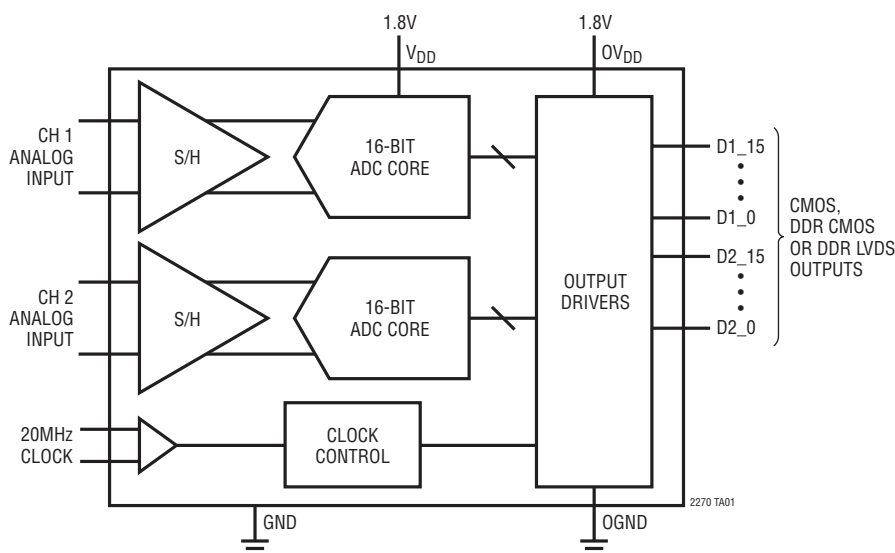 1.8V
1.8V
VDD
OVDD
CH 1
ANALOG
INPUT
S/H
16-BIT
ADC CORE
D1_15
D1_0
CH 2
ANALOG
INPUT
S/H
16-BIT
ADC CORE
OUTPUT
DRIVERS
D2_15
D2_0
CMOS,
DDR CMOS
OR DDR LVDS
OUTPUTS
20MHz
CLOCK
CLOCK
CONTROL
GND
OGND
2270 TA01